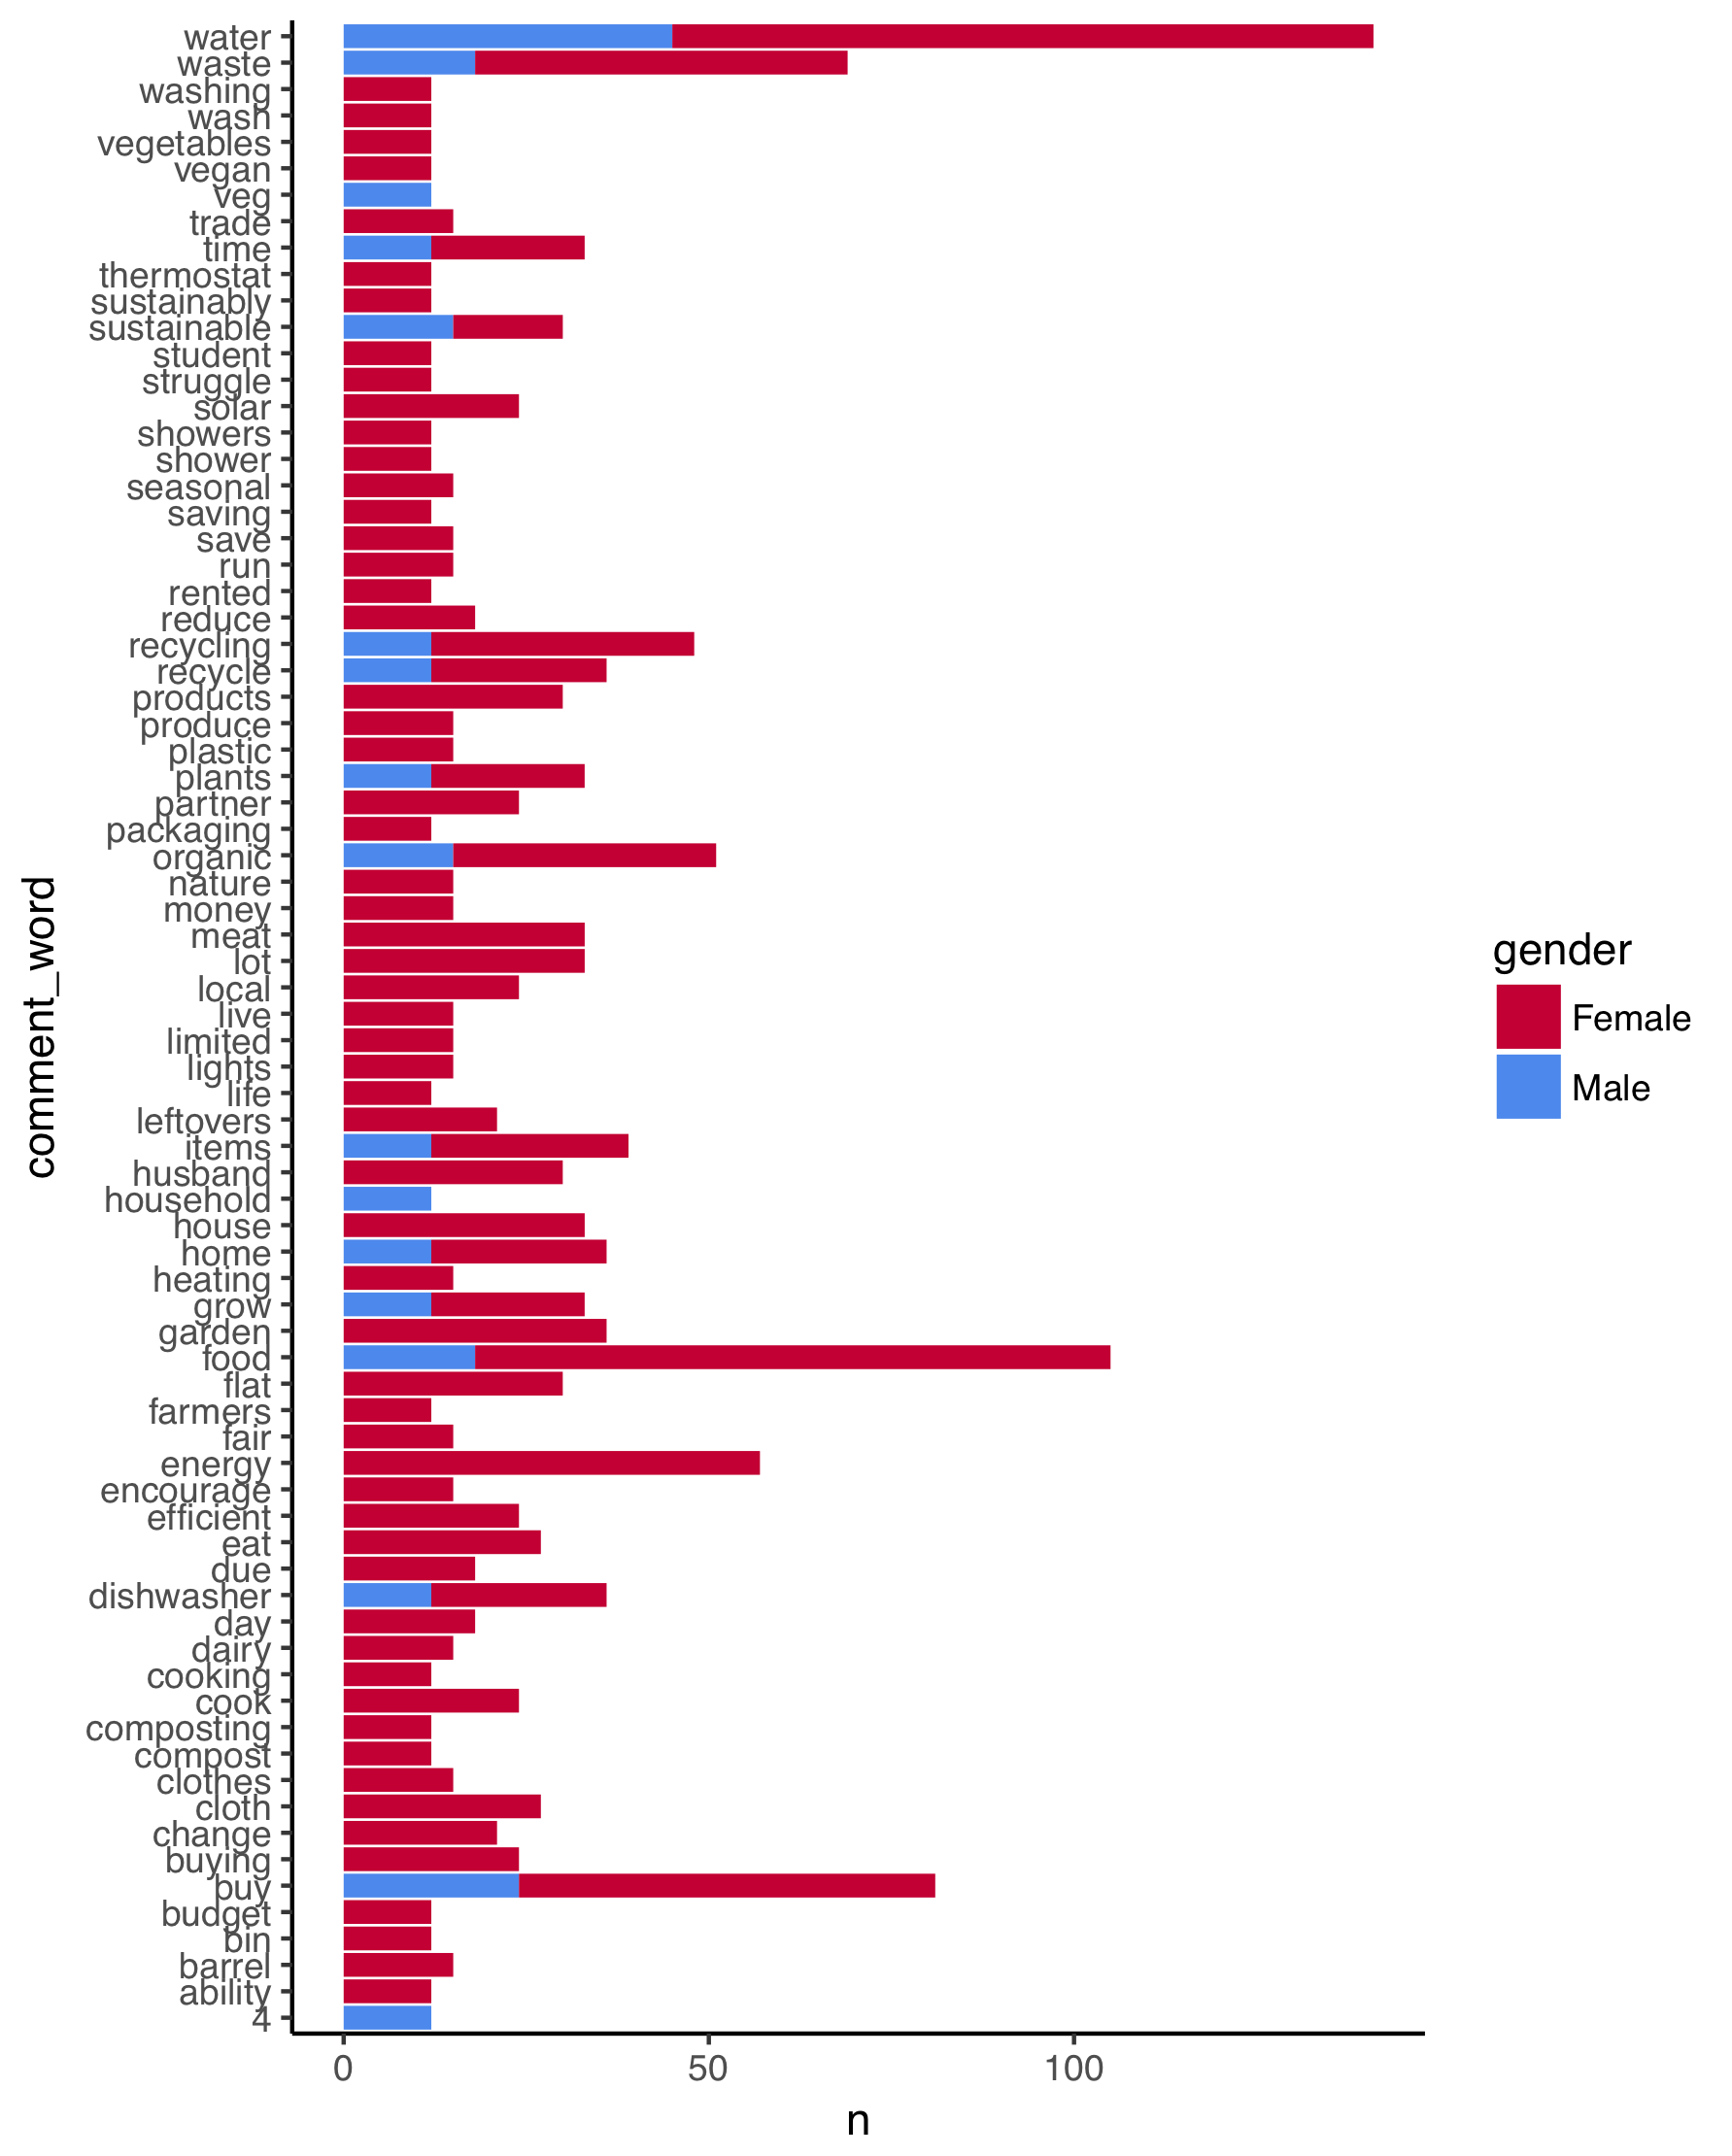 water
waste
washing
wash
vegetables
vegan
veg
trade
time
thermostat
sustainably
sustainable
student
struggle
solar
showers
shower
seasonal
saving
save
run
rented
reduce
recycling
recycle
products
produce
plastic
plants
partner
packaging
organic
nature
money
meat
lot
local
live
limited
lights
life
leftovers
items
husband
household
house
home
heating
grow
garden
food
flat
farmers
fair
energy
encourage
efficient
eat
due
dishwasher
day
dairy
cooking
cook
composting
compost
clothes
cloth
change
buying
buy
budget
bin
barrel
ability
4
comment_word
0 50 100
n
gender
Female
Male